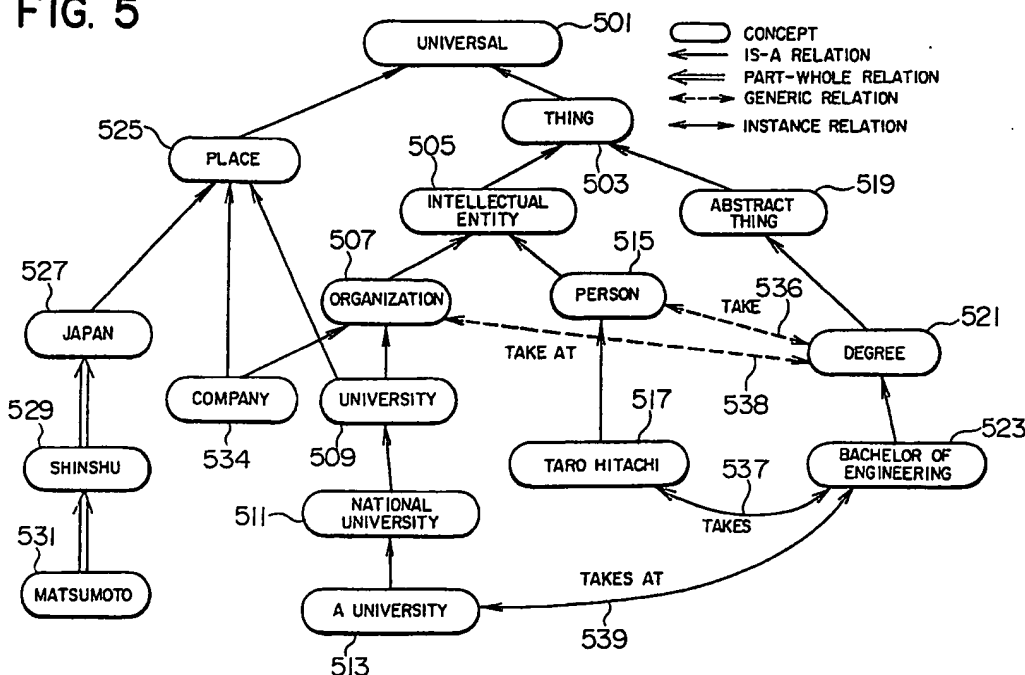 FIG. 5
UNIVERSAL
501
CONCEPT
IS-A RELATION
PART-WHOLE RELATION
GENERIC RELATION
INSTANCE RELATION
THING
503
525
PLACE
505
INTELLECTUAL
ENTITY
519
ABSTRACT
THING
507
ORGANIZATION
515
PERSON
TAKE
536
527
JAPAN
TAKE AT
538
521
DEGREE
COMPANY
534
UNIVERSITY
509
517
TARO HITACHI
523
BACHELOR OF
ENGINEERING
529
SHINSHU
537
TAKES
511
NATIONAL
UNIVERSITY
531
MATSUMOTO
A UNIVERSITY
513
TAKES AT
539